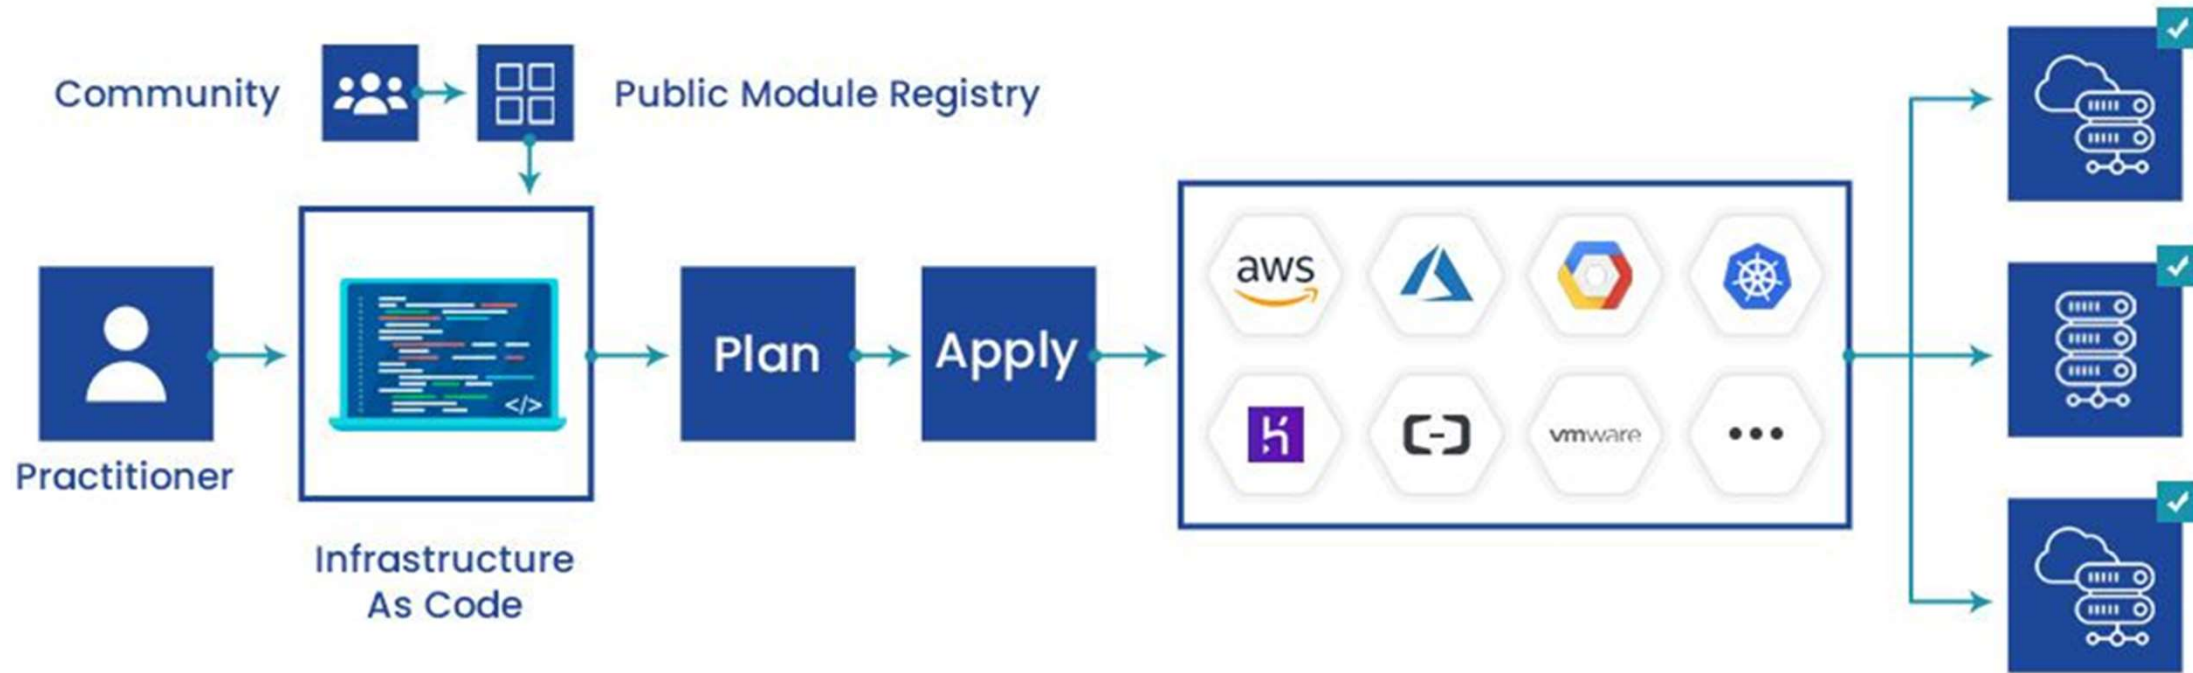 Community
Public Module Registry
Practitioner
Infrastructure
As Code
</>
Plan
Apply
aws
vmware